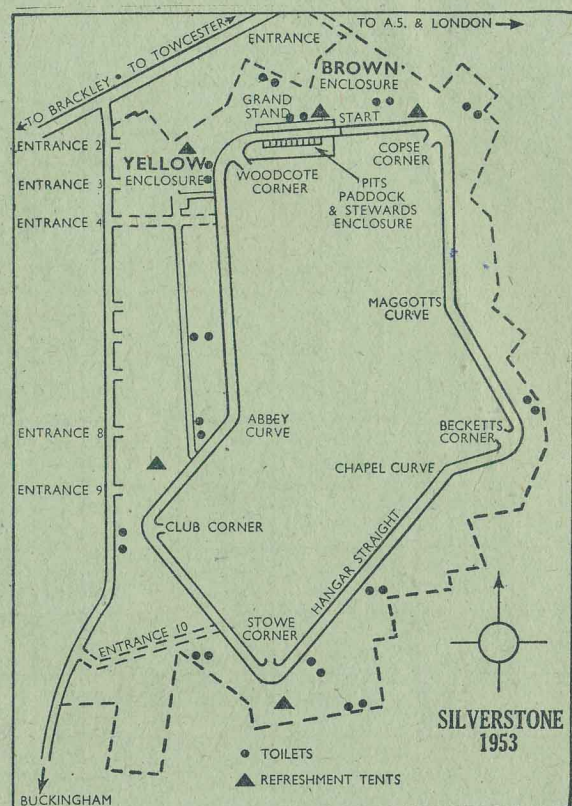 TO A.5. & LONDON
TO BRACKLEY • TO TOWCESTER
ENTRANCE
BROWN
ENCLOSURE
GRAND
STAND
START
ENTRANCE 2
YELLOW
ENCLOSURE
WOODCOTE
CORNER
COPSE
CORNER
PITS
PADDOCK
& STEWARDS
ENCLOSURE
ENTRANCE 3
ENTRANCE 4
MAGGOTTS
CURVE
ABBEY
CURVE
BECKETTS
CORNER
ENTRANCE 8
CHAPEL CURVE
ENTRANCE 9
CLUB CORNER
HANGAR STRAIGHT
STOWE
CORNER
ENTRANCE 10
SILVERSTONE
1953
TOILETS
REFRESHMENT TENTS
BUCKINGHAM